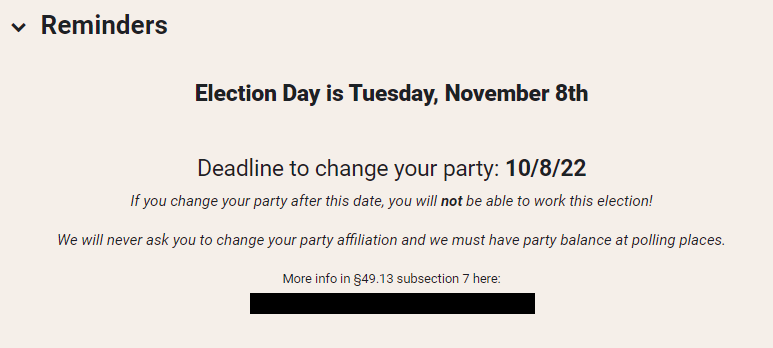 Reminders
Election Day is Tuesday, November 8th
Deadline to change your party: 10/8/22
If you change your party after this date, you will not be able to work this election!
We will never ask you to change your party affiliation and we must have party balance at polling places.
More info in §49.13 subsection 7 here: